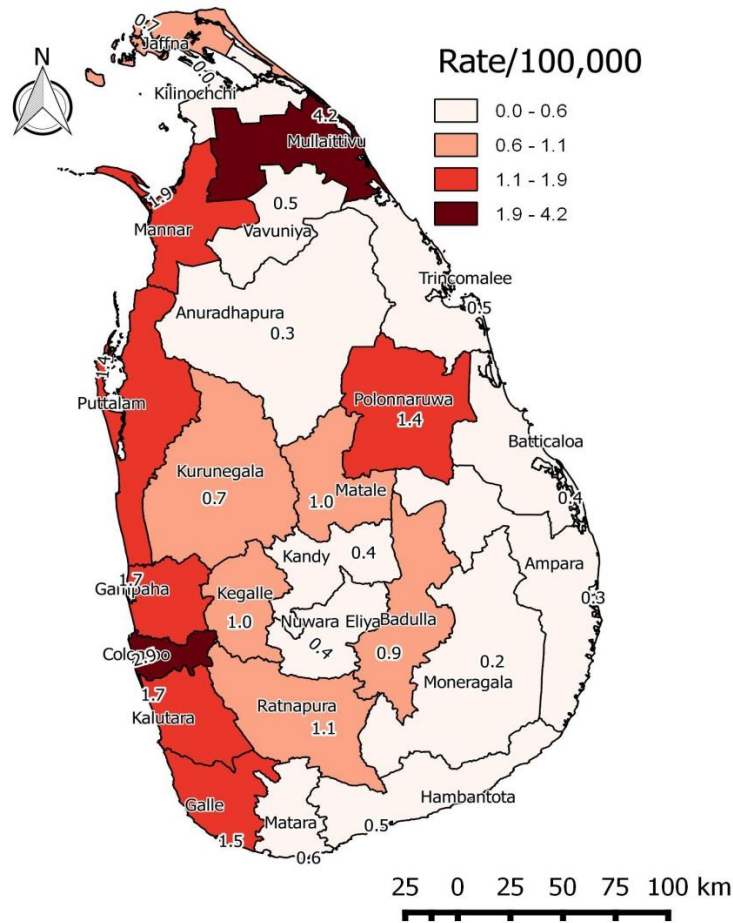 0.7
Jaffna
N
Rate/100,000
0.0
Kilinochchi
0.0 - 0.6
4.2
0.6 - 1.1
Mullaittivu
1.1 - 1.9
1.9
0.5
1.9 - 4.2
Mannar
Vavuniya
Trincomalee
0.5
Anuradhapura
0.3
1.4
Puttalam
Polonnaruwa
1.4
Batticaloa
Kurunegala
0.7
Matale
1.0
0.4
Kandy
0.4
Ampara
1.7
Gampaha
Kegalle
0.3
1.0
Nuwara Eliya
Badulla
0.4
0.9
Colombo
2.9
0.2
Moneragala
1.7
Kalutara
Ratnapura
1.1
Galle
1.5
Matara
0.6
0.5
Hambantota
25 0 25 50 75 100 km